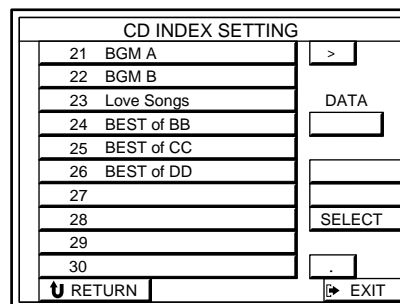 CD INDEX SETTING
21 BGM A >
22 BGM B
23 Love Songs DATA
24 BEST of BB
25 BEST of CC
26 BEST of DD
27
28 SELECT
29
30 .
RETURN EXIT